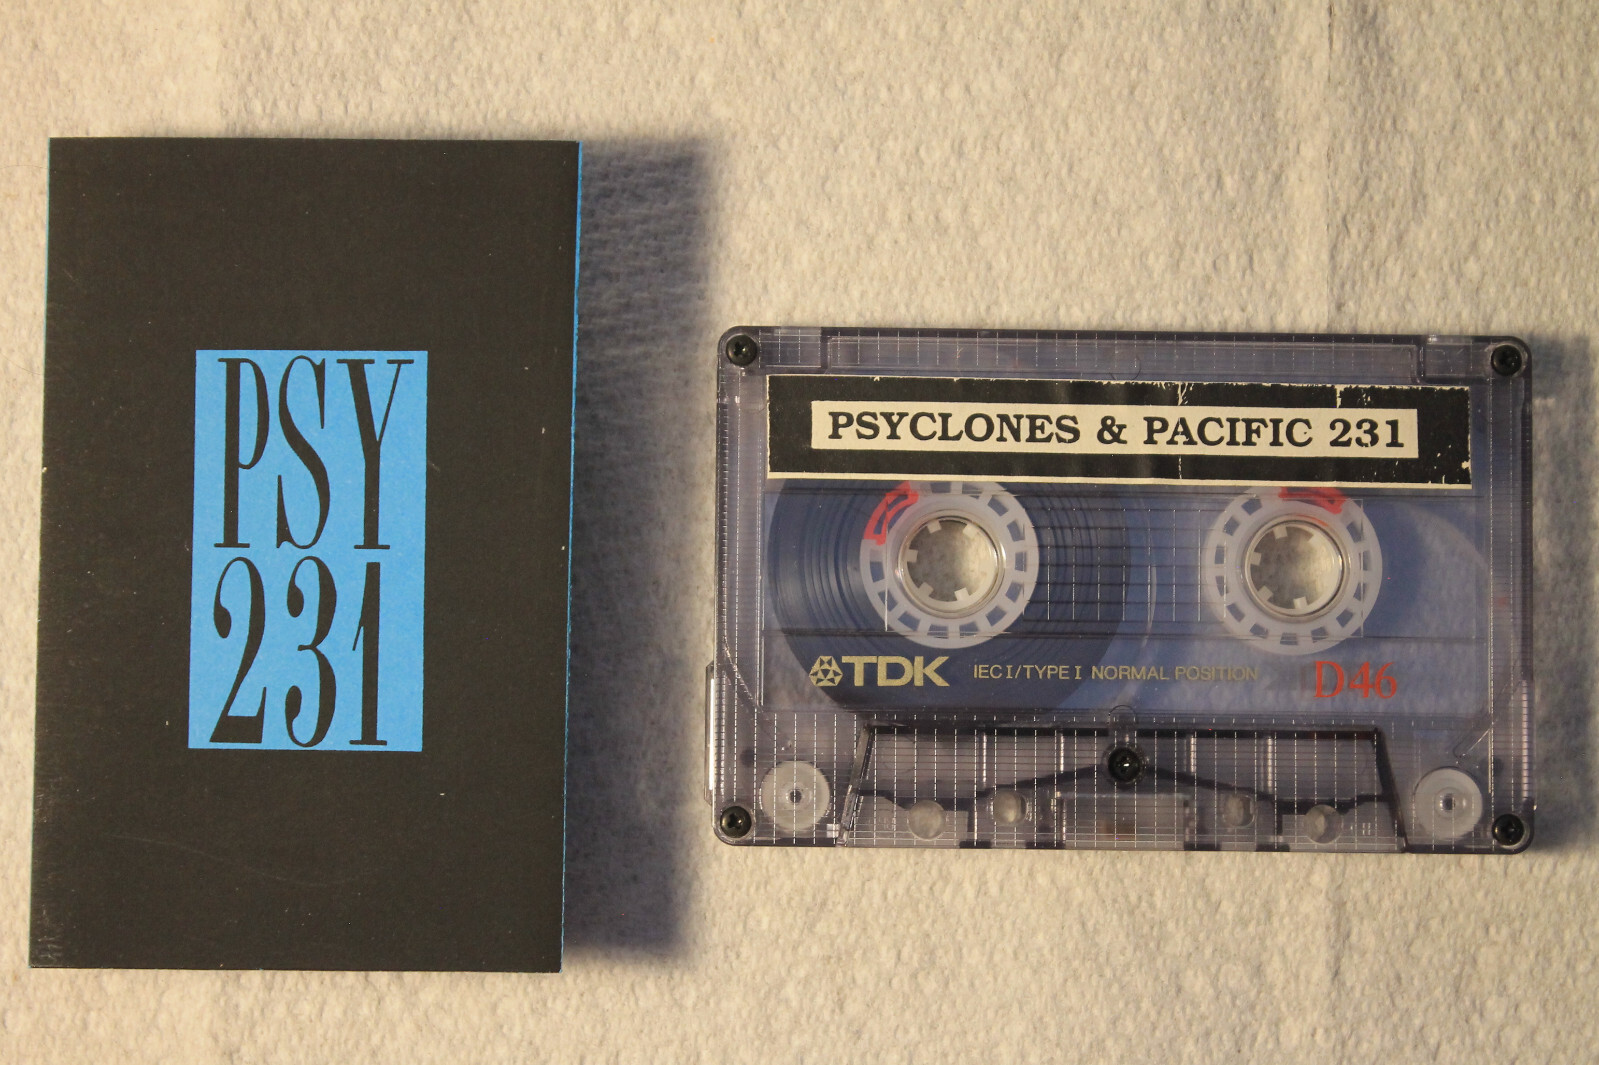 PSY
231
PSYCLONES & PACIFIC 231
TDK IEC I/TYPE I NORMAL POSITION D46